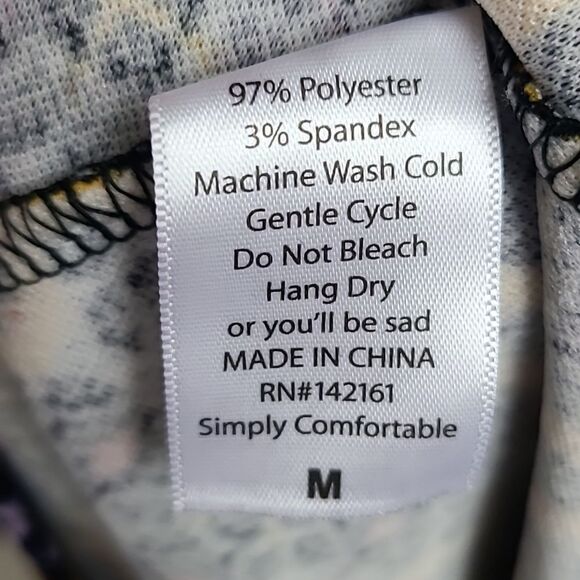 97% Polyester
3% Spandex
Machine Wash Cold
Gentle Cycle
Do Not Bleach
Hang Dry
or you'll be sad
MADE IN CHINA
RN#142161
Simply Comfortable
M